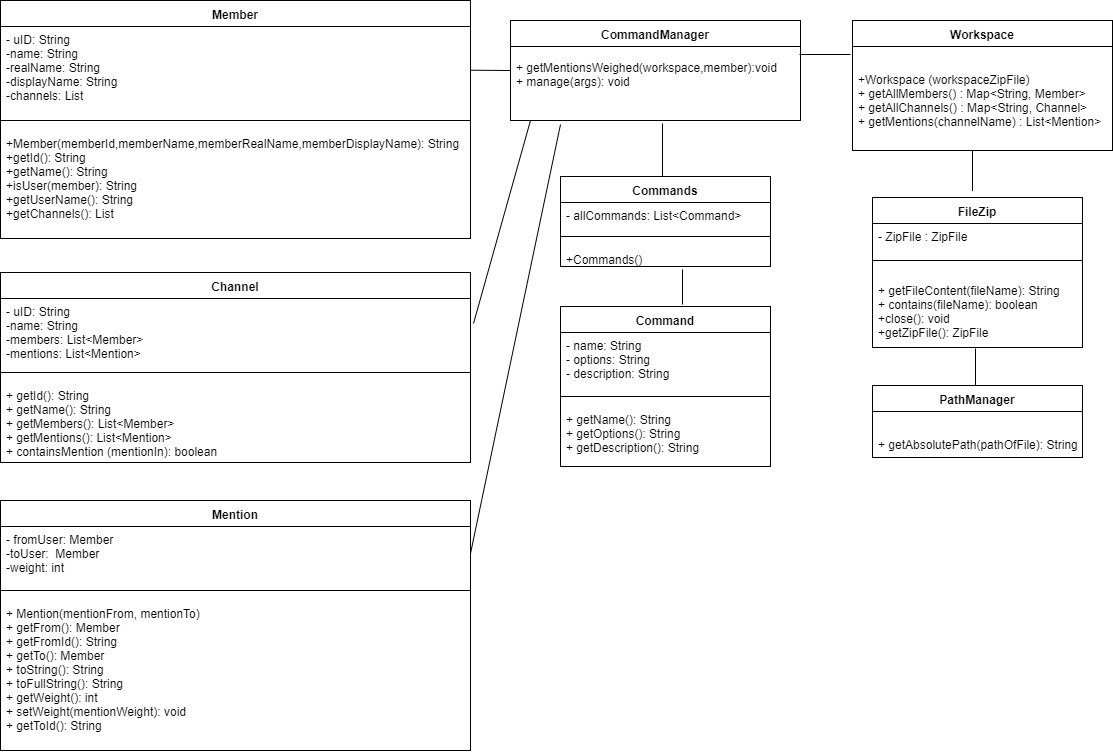 Member
- uID: String
-name: String
-realName: String
-displayName: String
-channels: List
+Member(memberId,memberName,memberRealName,memberDisplayName): String
+getId(): String
+getName(): String
+isUser(member): String
+getUserName(): String
+getChannels(): List
Channel
- uID: String
-name: String
-members: List<Member>
-mentions: List<Mention>
+ getId(): String
+ getName(): String
+ getMembers(): List<Member>
+ getMentions(): List<Mention>
+ containsMention (mentionIn): boolean
Mention
- fromUser: Member
-toUser:  Member
-weight: int
+ Mention(mentionFrom, mentionTo)
+ getFrom(): Member
+ getFromId(): String
+ getTo(): Member
+ toString(): String
+ toFullString(): String
+ getWeight(): int
+ setWeight(mentionWeight): void
+ getToId(): String
CommandManager
+ getMentionsWeighed(workspace,member):void
+ manage(args): void
Commands
- allCommands: List<Command>
+Commands()
Command
- name: String
- options: String
- description: String
+ getName(): String
+ getOptions(): String
+ getDescription(): String
Workspace
+Workspace (workspaceZipFile)
+ getAllMembers() : Map<String, Member>
+ getAllChannels() : Map<String, Channel>
+ getMentions(channelName) : List<Mention>
FileZip
- ZipFile : ZipFile
+ getFileContent(fileName): String
+ contains(fileName): boolean
+close(): void
+getZipFile(): ZipFile
PathManager
+ getAbsolutePath(pathOfFile): String